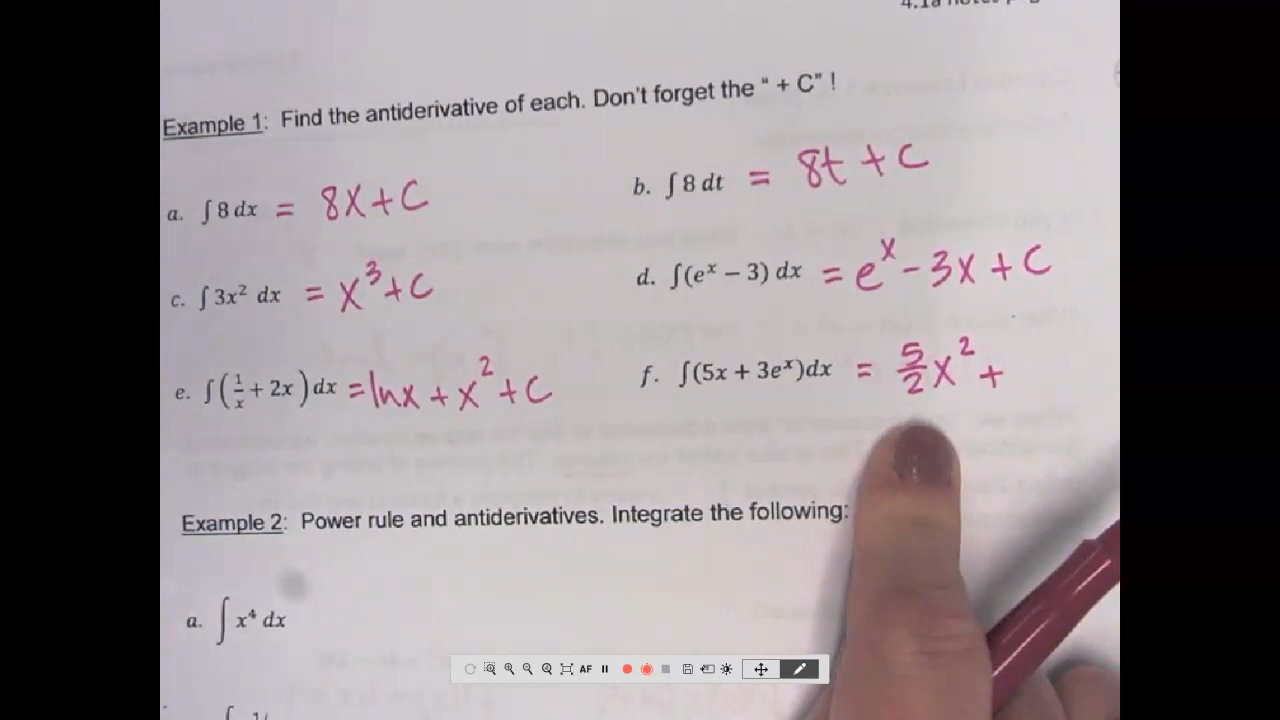 Example 1: Find the antiderivative of each. Don't forget the " + C" !
a. ∫ 8 dx = 8x + C
b. ∫ 8 dt = 8t + C
c. ∫ 3x² dx = x³ + C
d. ∫(eˣ − 3) dx = eˣ − 3x + C
e. ∫(1/x + 2x) dx = ln x + x² + C
f. ∫(5x + 3eˣ)dx = 5/2 x² +
Example 2: Power rule and antiderivatives. Integrate the following:
a. ∫ x⁴ dx
AF